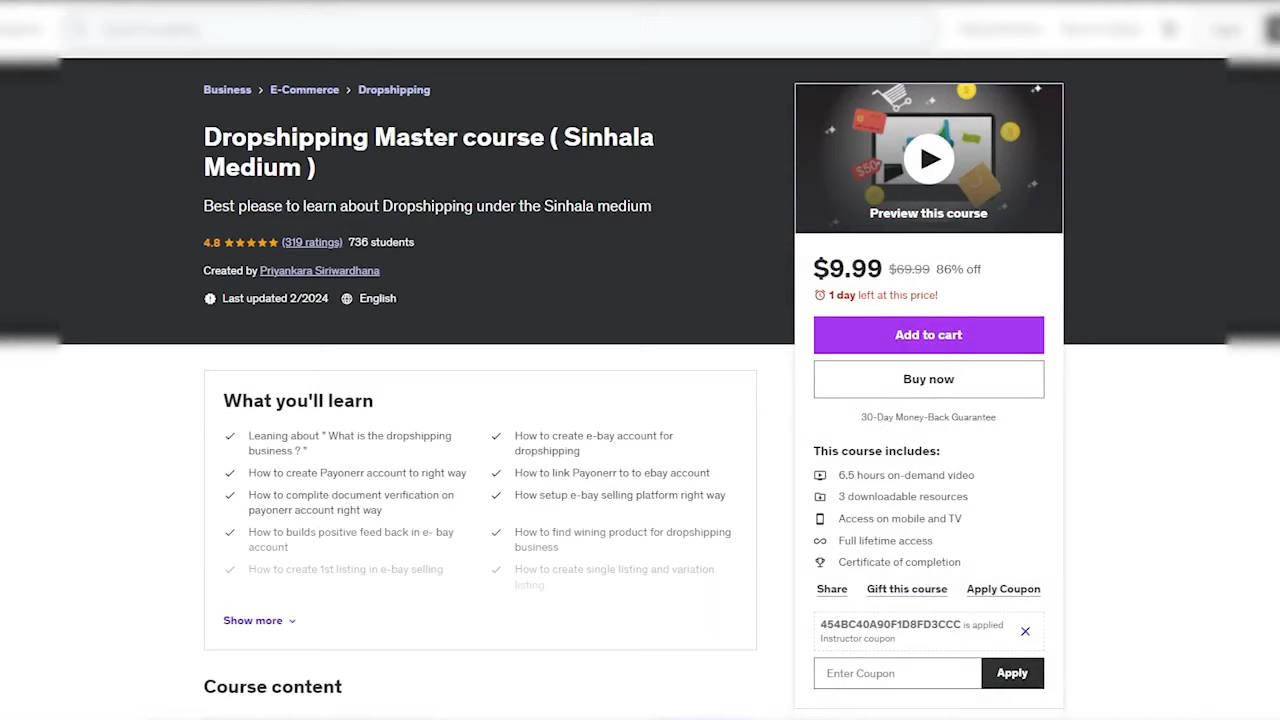 Business > E-Commerce > Dropshipping
Dropshipping Master course ( Sinhala
Medium )
Best please to learn about Dropshipping under the Sinhala medium
4.8 (319 ratings) 736 students
Created by Priyankara Siriwardhana
Last updated 2/2024 English
$50
Preview this course
$9.99 $69.99 86% off
1 day left at this price!
Add to cart
Buy now
30-Day Money-Back Guarantee
This course includes:
6.5 hours on-demand video
3 downloadable resources
Access on mobile and TV
Full lifetime access
Certificate of completion
Share Gift this course Apply Coupon
454BC40A90F1D8FD3CCC is applied
Instructor coupon
Enter Coupon Apply
What you'll learn
Leaning about " What is the dropshipping
business ? "
How to create Payonerr account to right way
How to complite document verification on
payonerr account right way
How to builds positive feed back in e- bay
account
How to create 1st listing in e-bay selling
How to create e-bay account for
dropshipping
How to link Payonerr to to ebay account
How setup e-bay selling platform right way
How to find wining product for dropshipping
business
How to create single listing and variation
listing
Show more
Course content